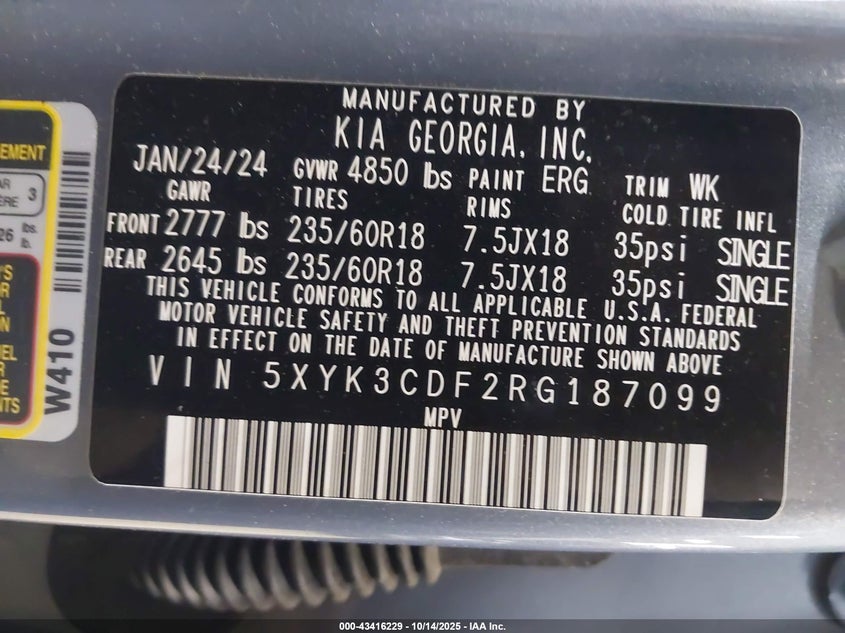 MANUFACTURED BY
KIA GEORGIA, INC.
JAN/24/24 GVWR 4850 lbs PAINT ERG TRIM WK
GAWR TIRES RIMS COLD TIRE INFL
FRONT 2777 lbs 235/60R18 7.5JX18 35psi SINGLE
REAR 2645 lbs 235/60R18 7.5JX18 35psi SINGLE
THIS VEHICLE CONFORMS TO ALL APPLICABLE U.S.A. FEDERAL
MOTOR VEHICLE SAFETY AND THEFT PREVENTION STANDARDS
IN EFFECT ON THE DATE OF MANUFACTURE SHOWN ABOVE
VIN 5XYK3CDF2RG187099
MPV
W410
3
lbs.
lb.
000-43416229 - 10/14/2025 - IAA Inc.